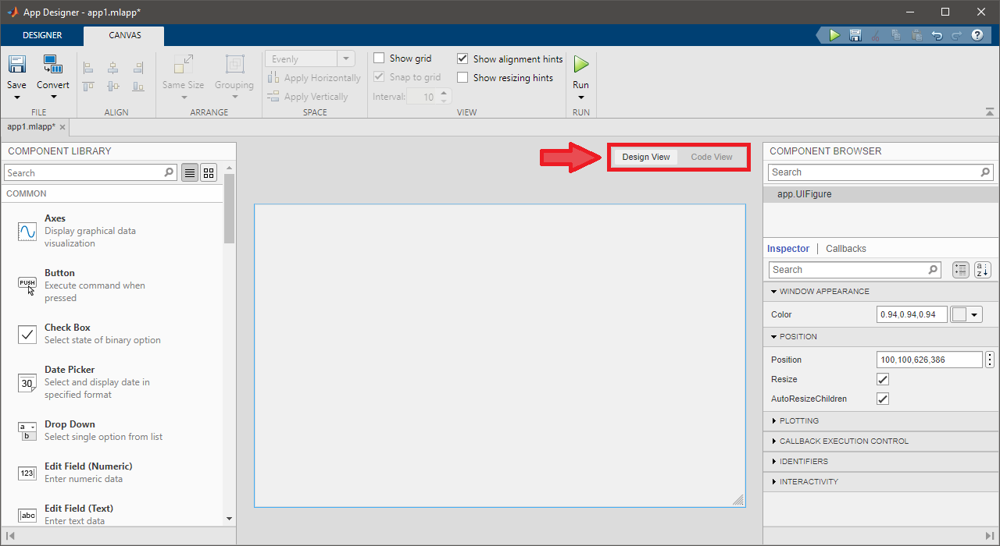 App Designer - app1.mlapp*
DESIGNER CANVAS
Save Convert
FILE
ALIGN
Same Size Grouping
ARRANGE
Evenly
Apply Horizontally
Apply Vertically
SPACE
Show grid
Snap to grid
Interval: 10
Show alignment hints
Show resizing hints
VIEW
Run
RUN
app1.mlapp*
COMPONENT LIBRARY
Search
COMMON
Axes
Display graphical data
visualization
PUSH
Button
Execute command when
pressed
Check Box
Select state of binary option
30
Date Picker
Select and display date in
specified format
a
b
Drop Down
Select single option from list
123
Edit Field (Numeric)
Enter numeric data
abc
Edit Field (Text)
Enter text data
Design View Code View
COMPONENT BROWSER
Search
app.UIFigure
Inspector Callbacks
Search
a
z
WINDOW APPEARANCE
Color 0.94,0.94,0.94
POSITION
Position 100,100,626,386
Resize
AutoResizeChildren
PLOTTING
CALLBACK EXECUTION CONTROL
IDENTIFIERS
INTERACTIVITY